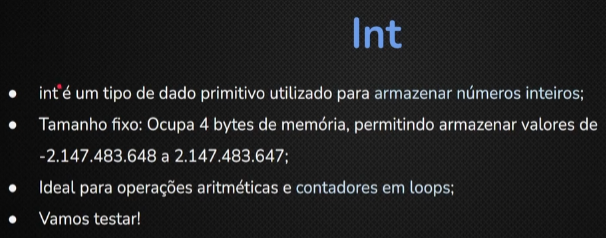 Int
• int é um tipo de dado primitivo utilizado para armazenar números inteiros;
• Tamanho fixo: Ocupa 4 bytes de memória, permitindo armazenar valores de
-2.147.483.648 a 2.147.483.647;
• Ideal para operações aritméticas e contadores em loops;
• Vamos testar!